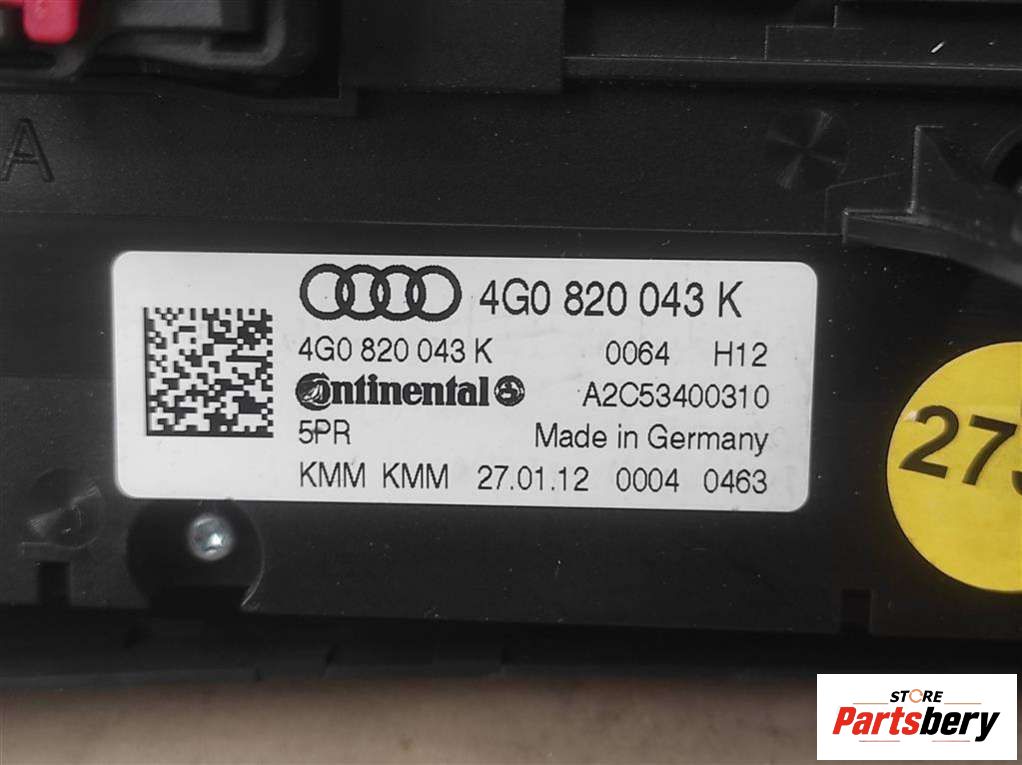 A
4G0 820 043 K
4G0 820 043 K 0064 H12
Continental A2C53400310
5PR Made in Germany
KMM KMM 27.01.12 0004 0463
STORE
Partsbery